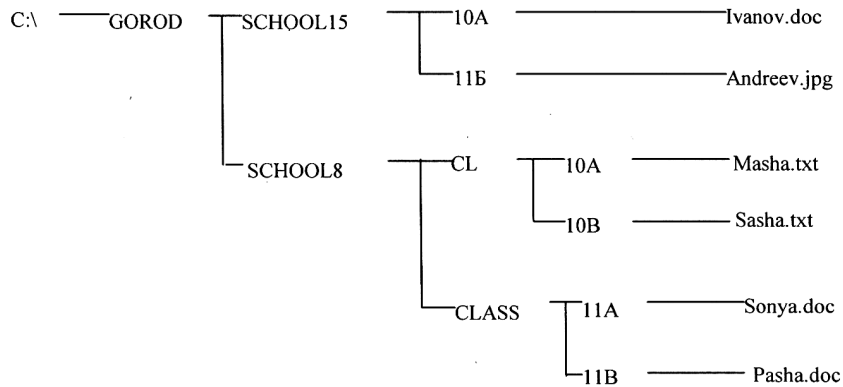 C:\ GOROD SCHOOL15 10A Ivanov.doc
11Б Andreev.jpg
SCHOOL8 CL 10A Masha.txt
10B Sasha.txt
CLASS 11A Sonya.doc
11B Pasha.doc